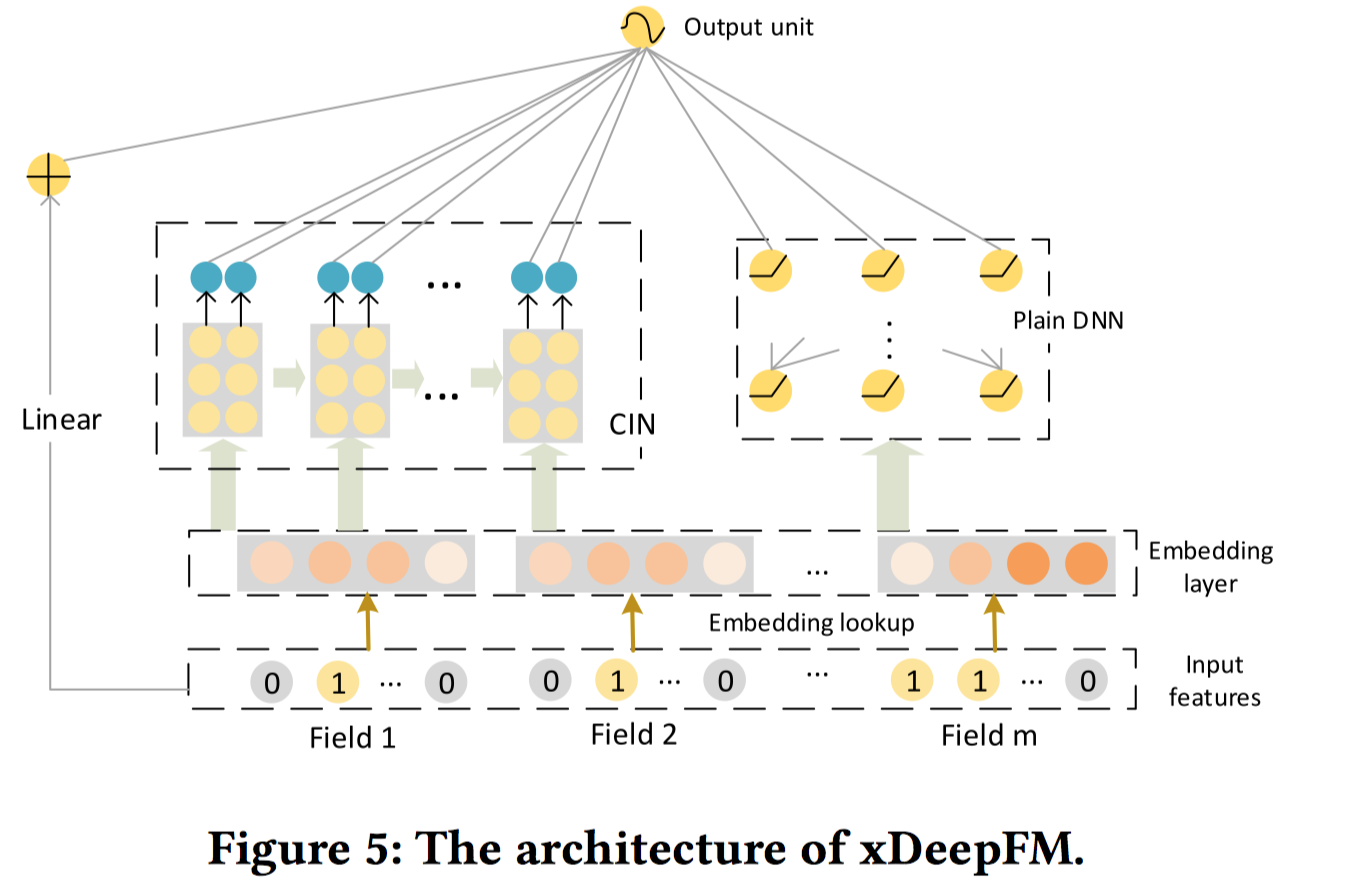 Output unit
Plain DNN
Linear
CIN
...
...
Embedding
layer
...
Embedding lookup
0 1 ... 0
0 1 ... 0
...
1 1 ... 0
Input
features
Field 1
Field 2
Field m
Figure 5: The architecture of xDeepFM.